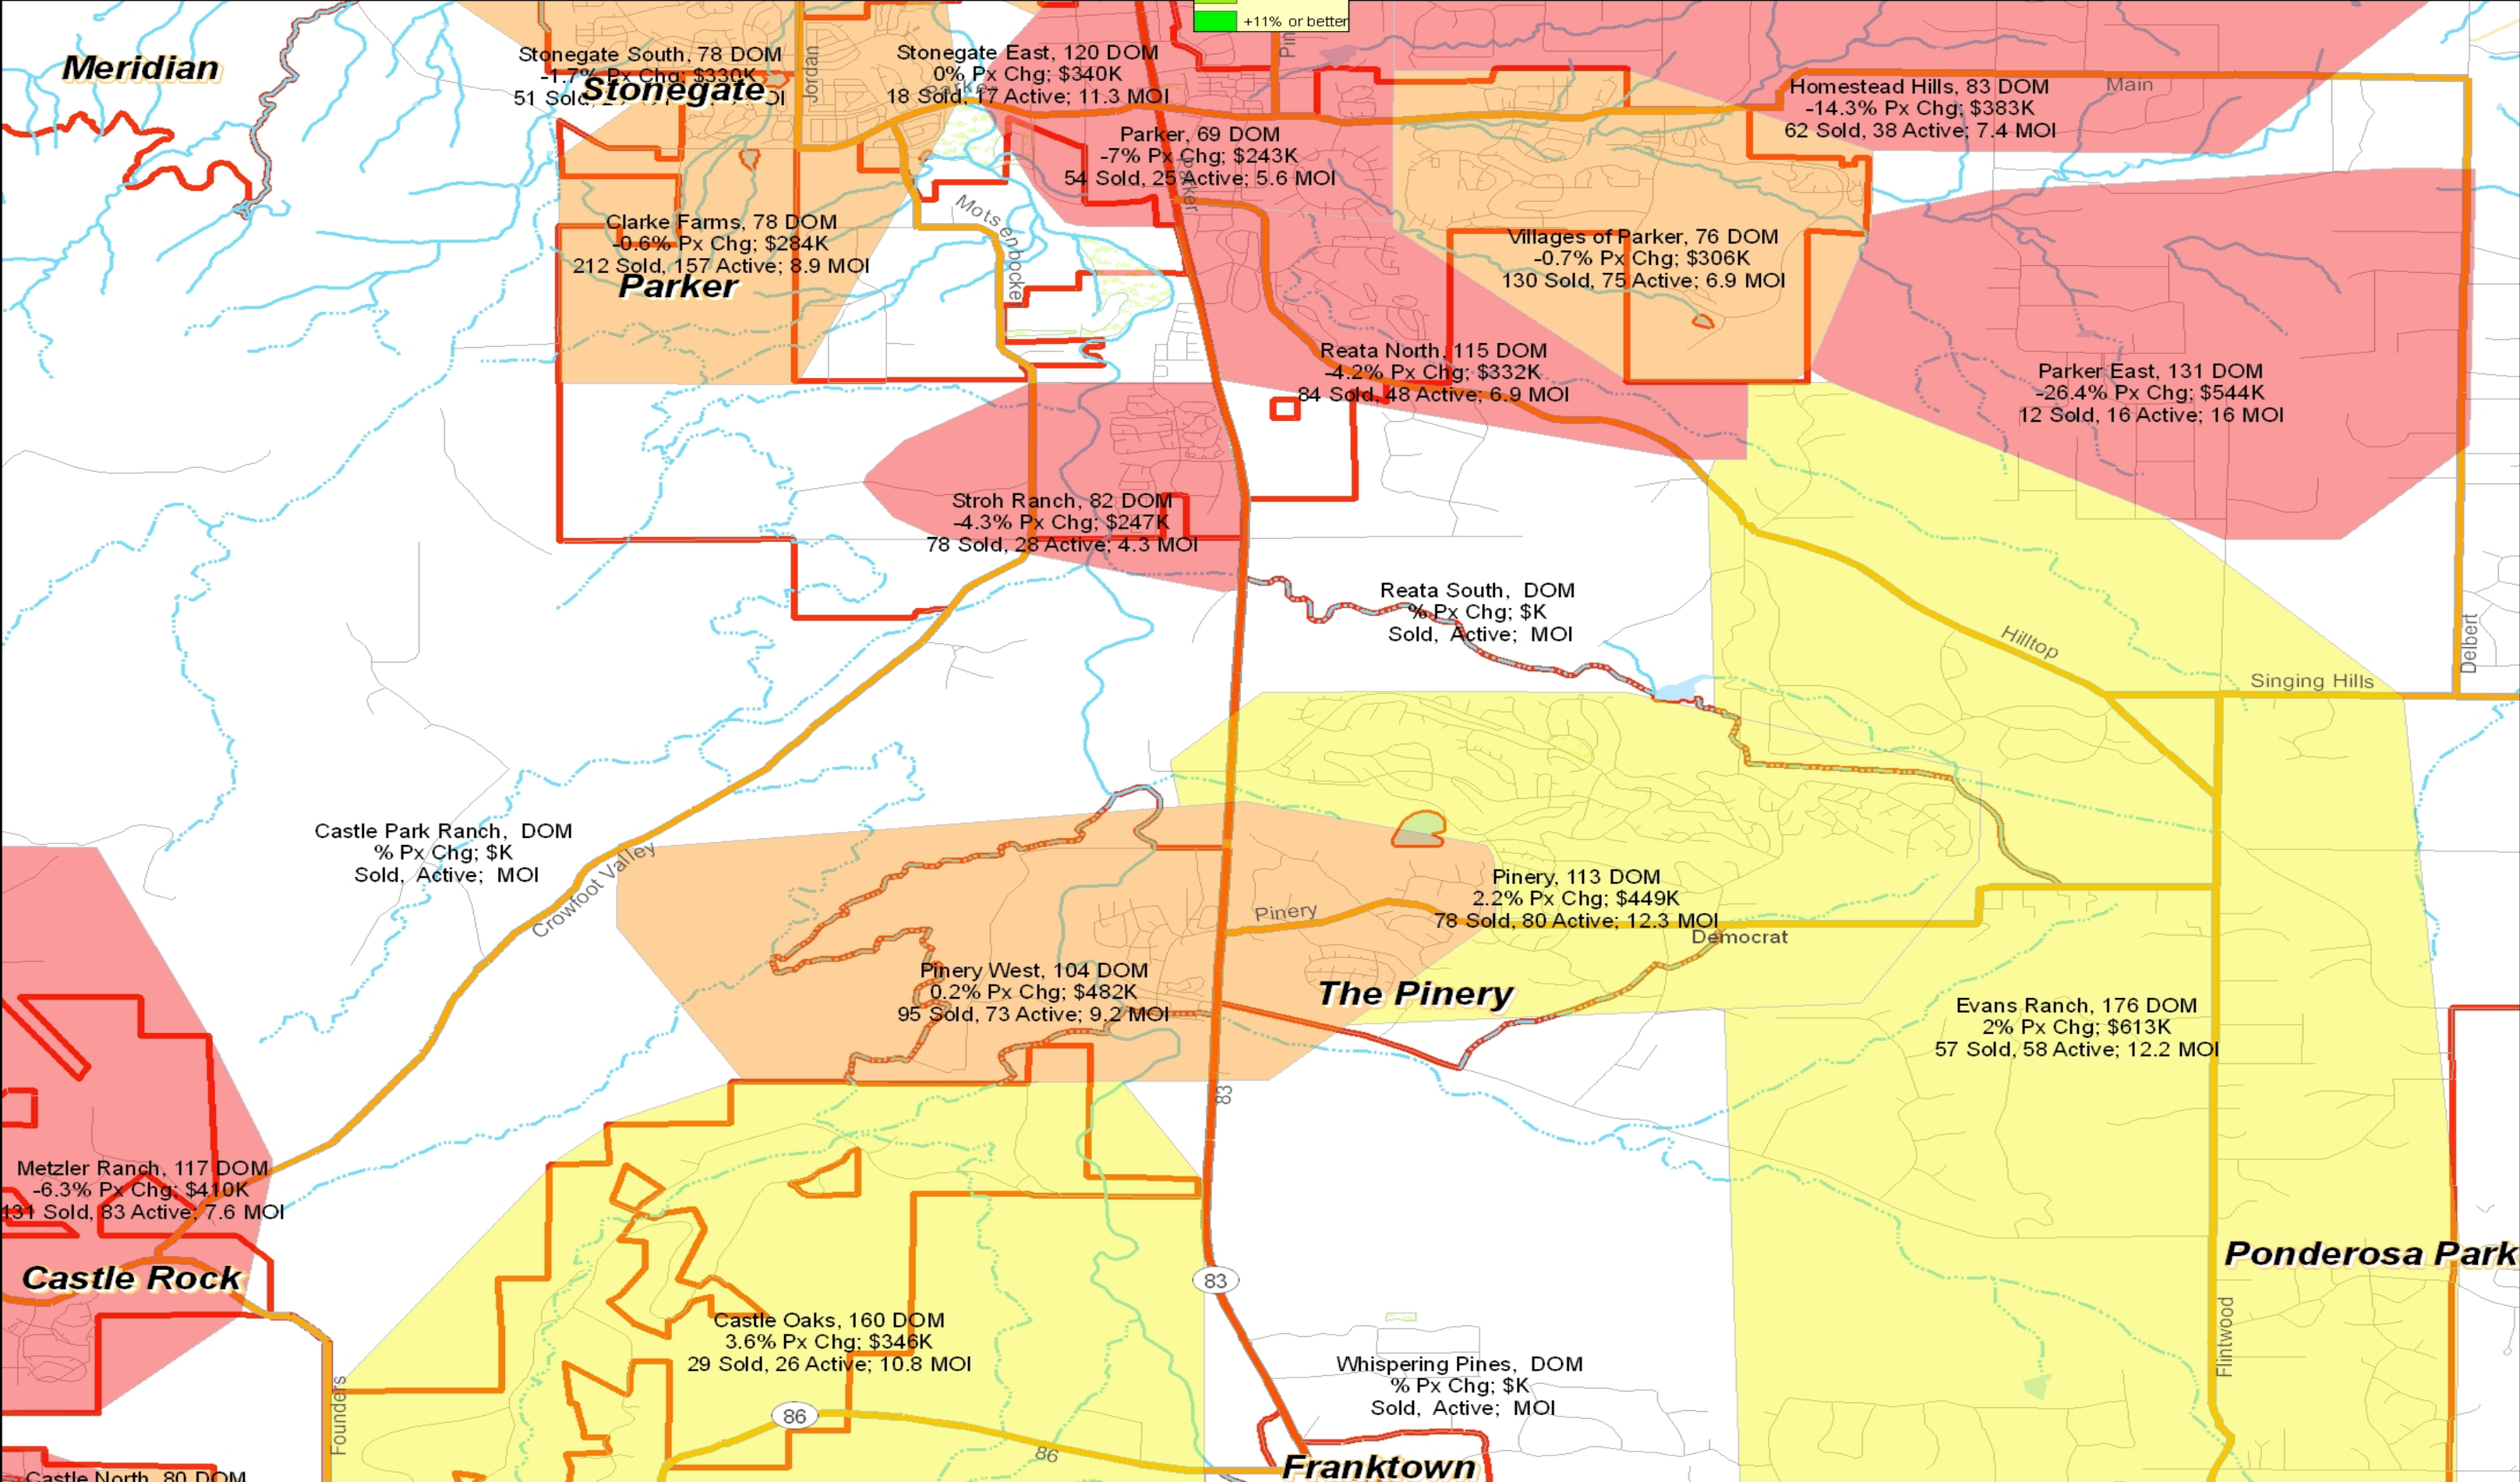 +11% or better
Meridian
Stonegate South, 78 DOM
-1.7% Px Chg; $330K
51 Sold,
Stonegate
Jordan
Stonegate East, 120 DOM
0% Px Chg; $340K
18 Sold, 17 Active; 11.3 MOI
Parker
Pin
Main
Homestead Hills, 83 DOM
-14.3% Px Chg; $383K
62 Sold, 38 Active; 7.4 MOI
Parker, 69 DOM
-7% Px Chg; $243K
54 Sold, 25 Active; 5.6 MOI
Parker
Motsenbocker
Clarke Farms, 78 DOM
-0.6% Px Chg; $284K
212 Sold, 157 Active; 8.9 MOI
Parker
Villages of Parker, 76 DOM
-0.7% Px Chg; $306K
130 Sold, 75 Active; 6.9 MOI
Reata North, 115 DOM
-4.2% Px Chg; $332K
84 Sold, 48 Active; 6.9 MOI
Parker East, 131 DOM
-26.4% Px Chg; $544K
12 Sold, 16 Active; 16 MOI
Stroh Ranch, 82 DOM
-4.3% Px Chg; $247K
78 Sold, 28 Active; 4.3 MOI
Reata South, DOM
% Px Chg; $K
Sold, Active; MOI
Hilltop
Delbert
Singing Hills
Castle Park Ranch, DOM
% Px Chg; $K
Sold, Active; MOI
Crowfoot Valley
Pinery, 113 DOM
2.2% Px Chg; $449K
78 Sold, 80 Active; 12.3 MOI
Pinery
Democrat
Pinery West, 104 DOM
0.2% Px Chg; $482K
95 Sold, 73 Active; 9.2 MOI
The Pinery
Evans Ranch, 176 DOM
2% Px Chg; $613K
57 Sold, 58 Active; 12.2 MOI
83
Metzler Ranch, 117 DOM
-6.3% Px Chg; $410K
131 Sold, 83 Active; 7.6 MOI
Castle Rock
Ponderosa Park
83
Castle Oaks, 160 DOM
3.6% Px Chg; $346K
29 Sold, 26 Active; 10.8 MOI
Whispering Pines, DOM
% Px Chg; $K
Sold, Active; MOI
Flintwood
Founders
86
86
Franktown
Castle North, 80 DOM